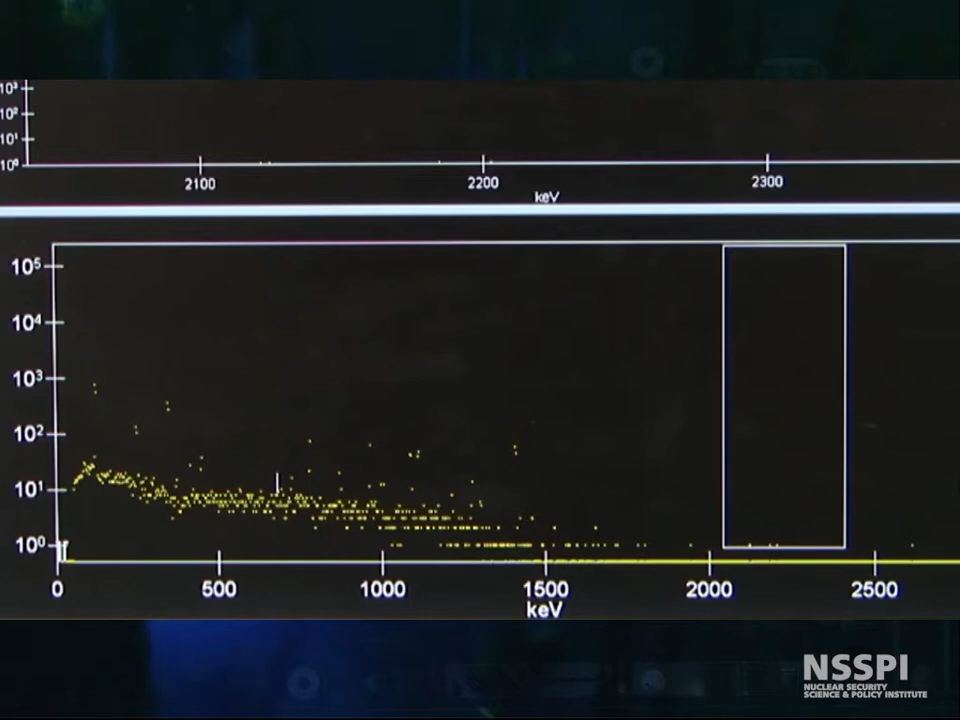 10³
10²
10¹
10⁰
2100 2200 2300
keV
10⁵
10⁴
10³
10²
10¹
10⁰
0 500 1000 1500 2000 2500
keV
NSSPI
NUCLEAR SECURITY
SCIENCE & POLICY INSTITUTE